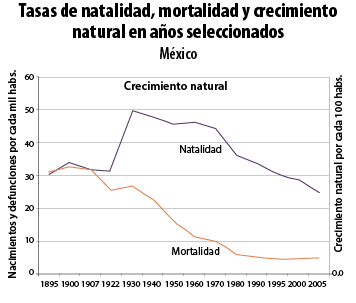 Tasas de natalidad, mortalidad y crecimiento
natural en años seleccionados
México
Nacimientos y defunciones por cada mil habs.
Crecimiento natural por cada 100 habs.
Crecimiento natural
60
50
40
30
20
10
0
0.0
Natalidad
Mortalidad
1895 1900 1907 1922 1930 1940 1950 1960 1970 1980 1990 1995 2000 2005